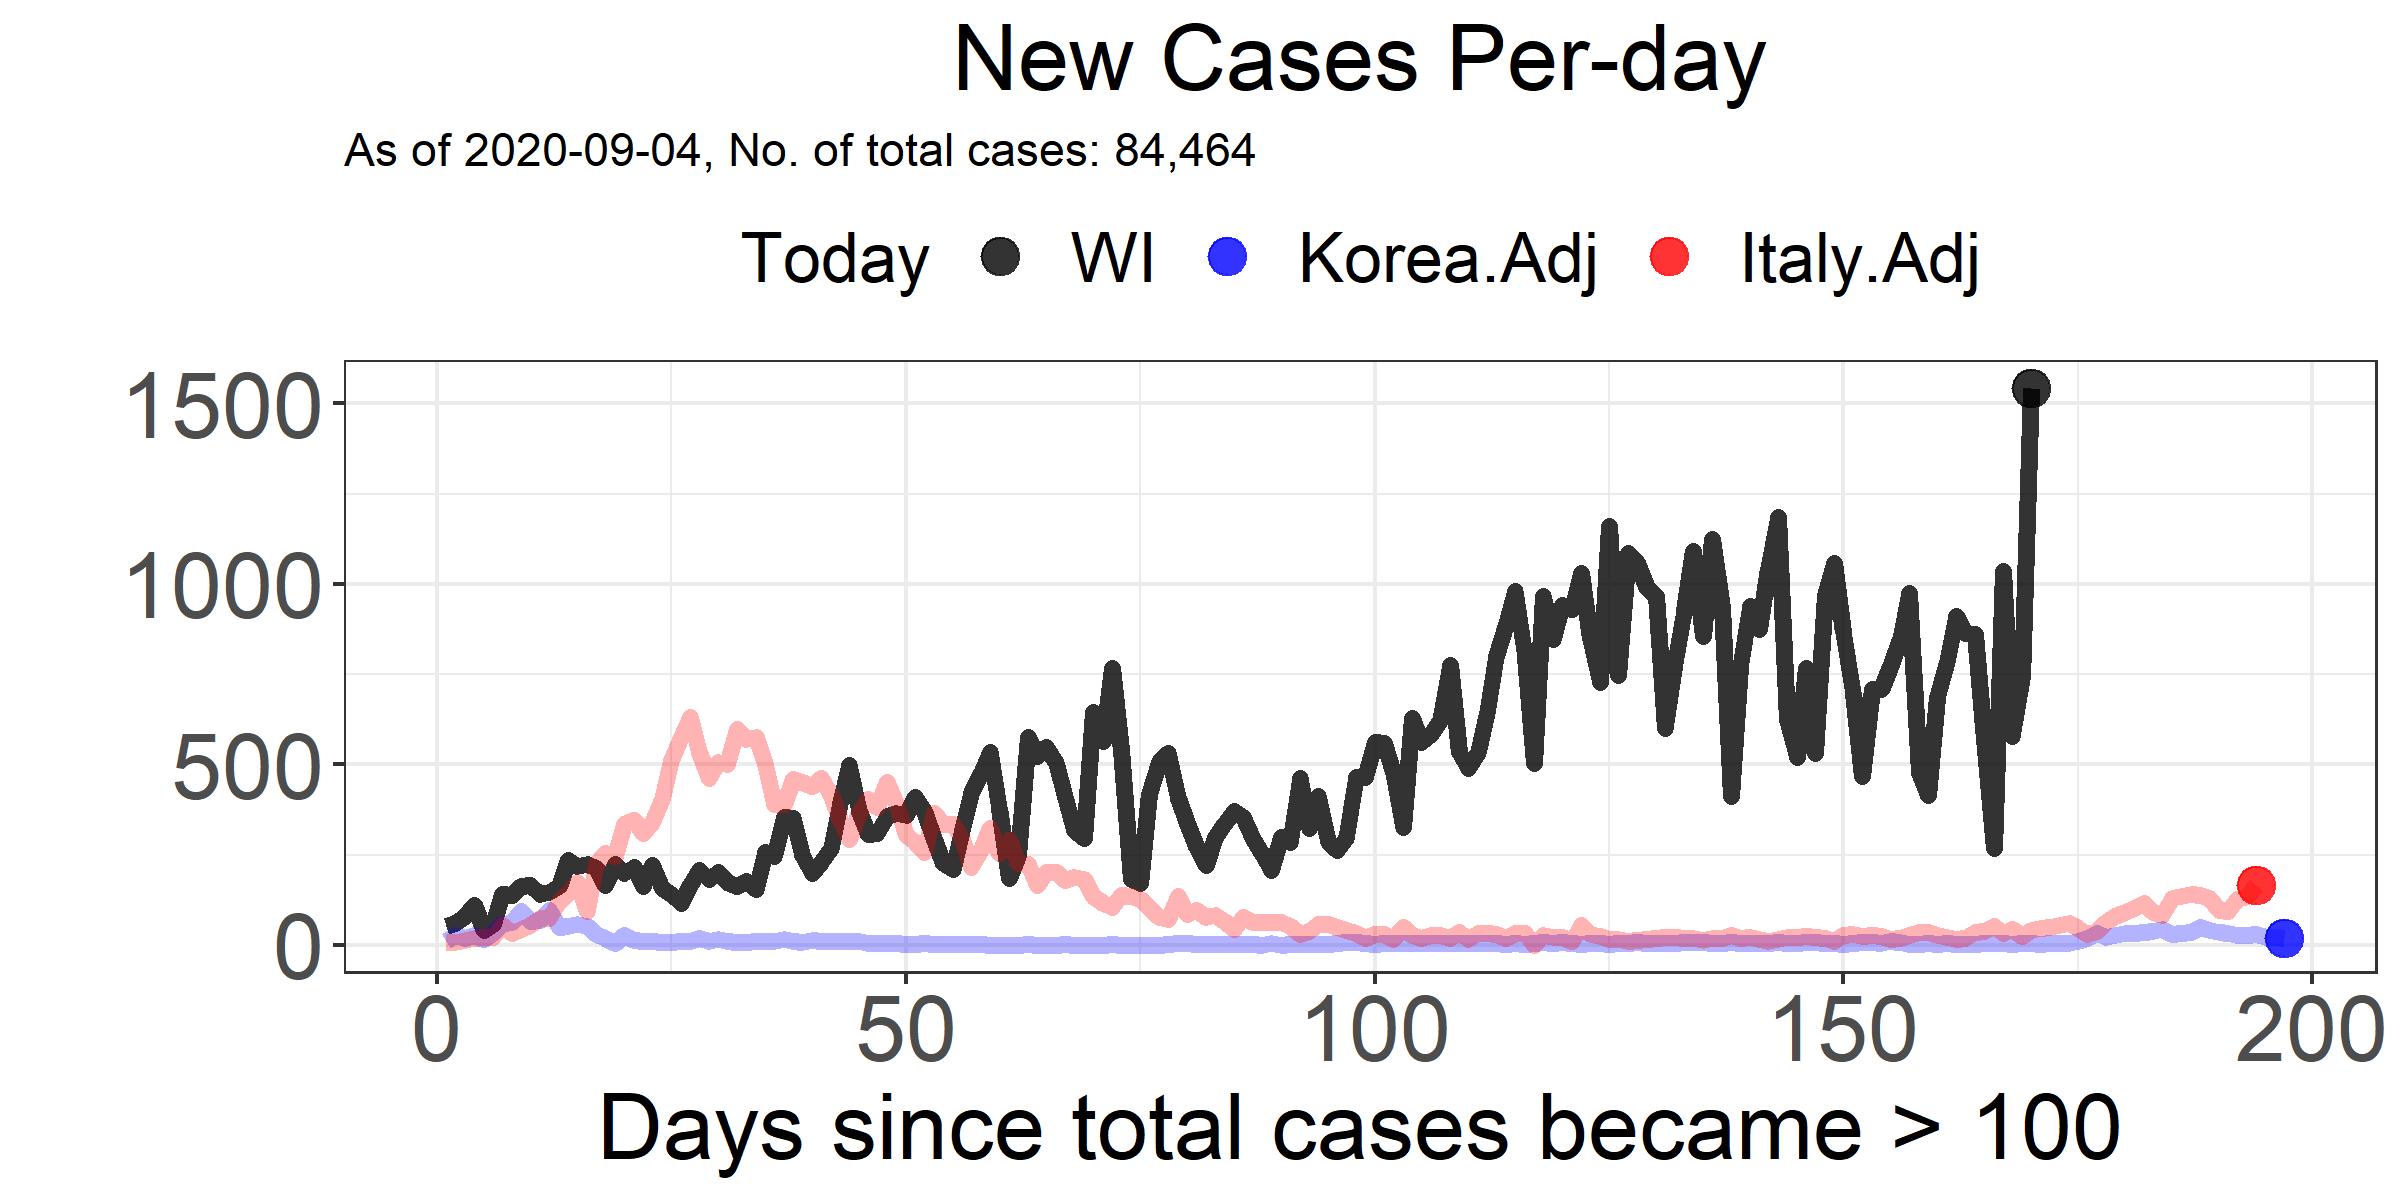 New Cases Per-day
As of 2020-09-04, No. of total cases: 84,464
Today WI Korea.Adj Italy.Adj
1500
1000
500
0
0 50 100 150 200
Days since total cases became > 100